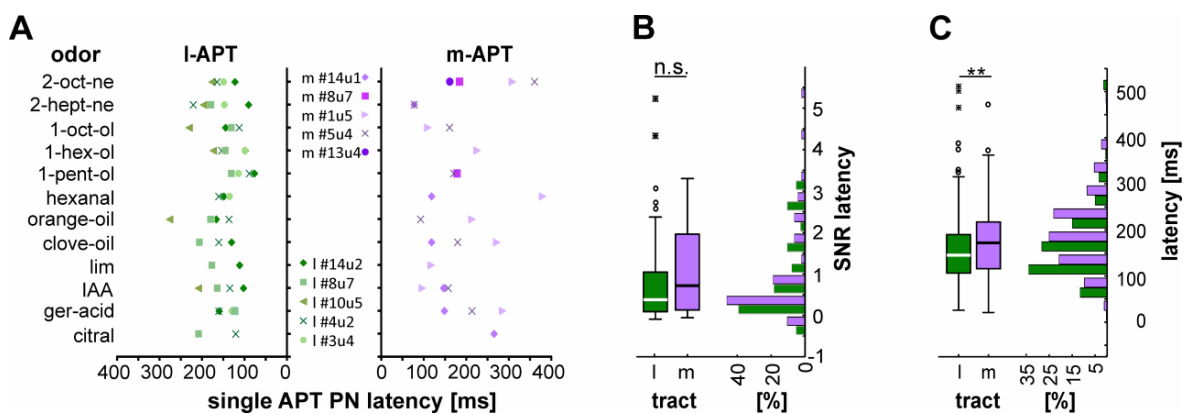 A
odor
l-APT
m-APT
2-oct-ne
2-hept-ne
1-oct-ol
1-hex-ol
1-pent-ol
hexanal
orange-oil
clove-oil
lim
IAA
ger-acid
citral
m #14u1
m #8u7
m #1u5
m #5u4
m #13u4
l #14u2
l #8u7
l #10u5
l #4u2
l #3u4
400 300 200 100 0
0 100 200 300 400
single APT PN latency [ms]
B
n.s.
5
4
3
2
1
0
-1
SNR latency
l m
tract
40 20 0
[%]
C
**
500
400
300
200
100
0
latency [ms]
l m
tract
35 25 15 5
[%]